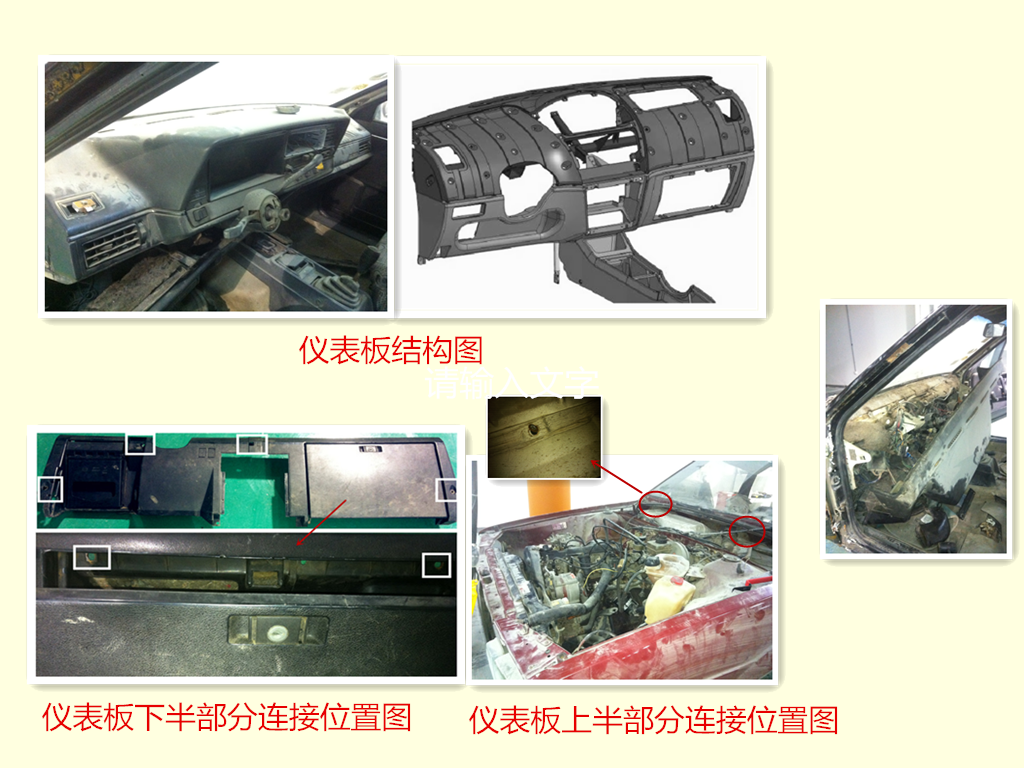 仪表板结构图
请输入文字
仪表板下半部分连接位置图
仪表板上半部分连接位置图